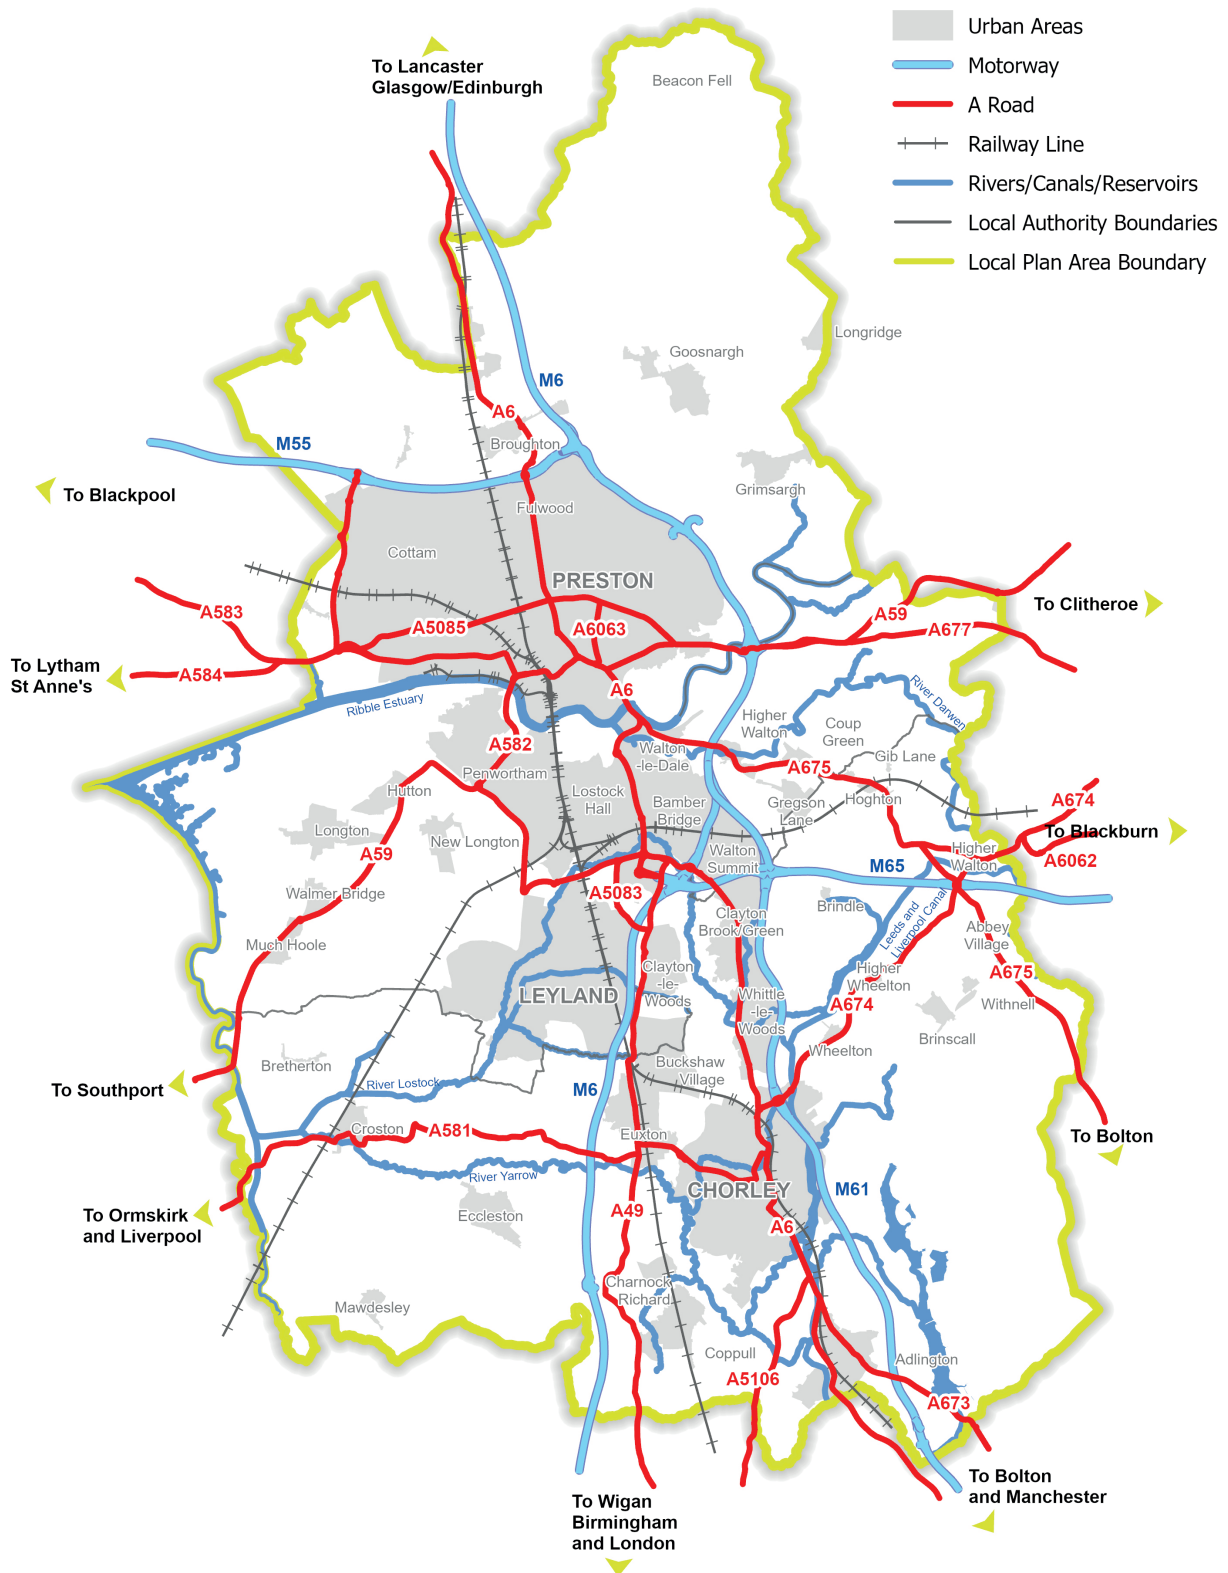 Urban Areas
Motorway
A Road
Railway Line
Rivers/Canals/Reservoirs
Local Authority Boundaries
Local Plan Area Boundary
To Lancaster
Glasgow/Edinburgh
Beacon Fell
Longridge
Goosnargh
M6
A6
M55
Broughton
Grimsargh
To Blackpool
Fulwood
Cottam
PRESTON
A583
A5085
A6063
A59
A677
To Clitheroe
To Lytham
St Anne's
A584
A6
Ribble Estuary
River Darwen
Higher
Walton
Coup
Green
Gib Lane
A582
Walton
-le-Dale
A675
Penwortham
Hutton
Lostock
Hall
Bamber
Bridge
Gregson
Lane
Hoghton
A674
Longton
New Longton
To Blackburn
A59
Walton
Summit
Higher
Walton
A6062
M65
Walmer Bridge
A5083
Brindle
Clayton
Brook/Green
Leeds and
Liverpool Canal
Abbey
Village
Much Hoole
Clayton
-le-
Woods
Higher
Wheelton
A675
LEYLAND
Whittle
-le-
Woods
A674
Withnell
Brinscall
Wheelton
Bretherton
Buckshaw
Village
River Lostock
To Southport
M6
Croston
A581
Euxton
To Bolton
River Yarrow
CHORLEY
M61
To Ormskirk
and Liverpool
Eccleston
A49
A6
Charnock
Richard
Mawdesley
Coppull
Adlington
A5106
A673
To Bolton
and Manchester
To Wigan
Birmingham
and London